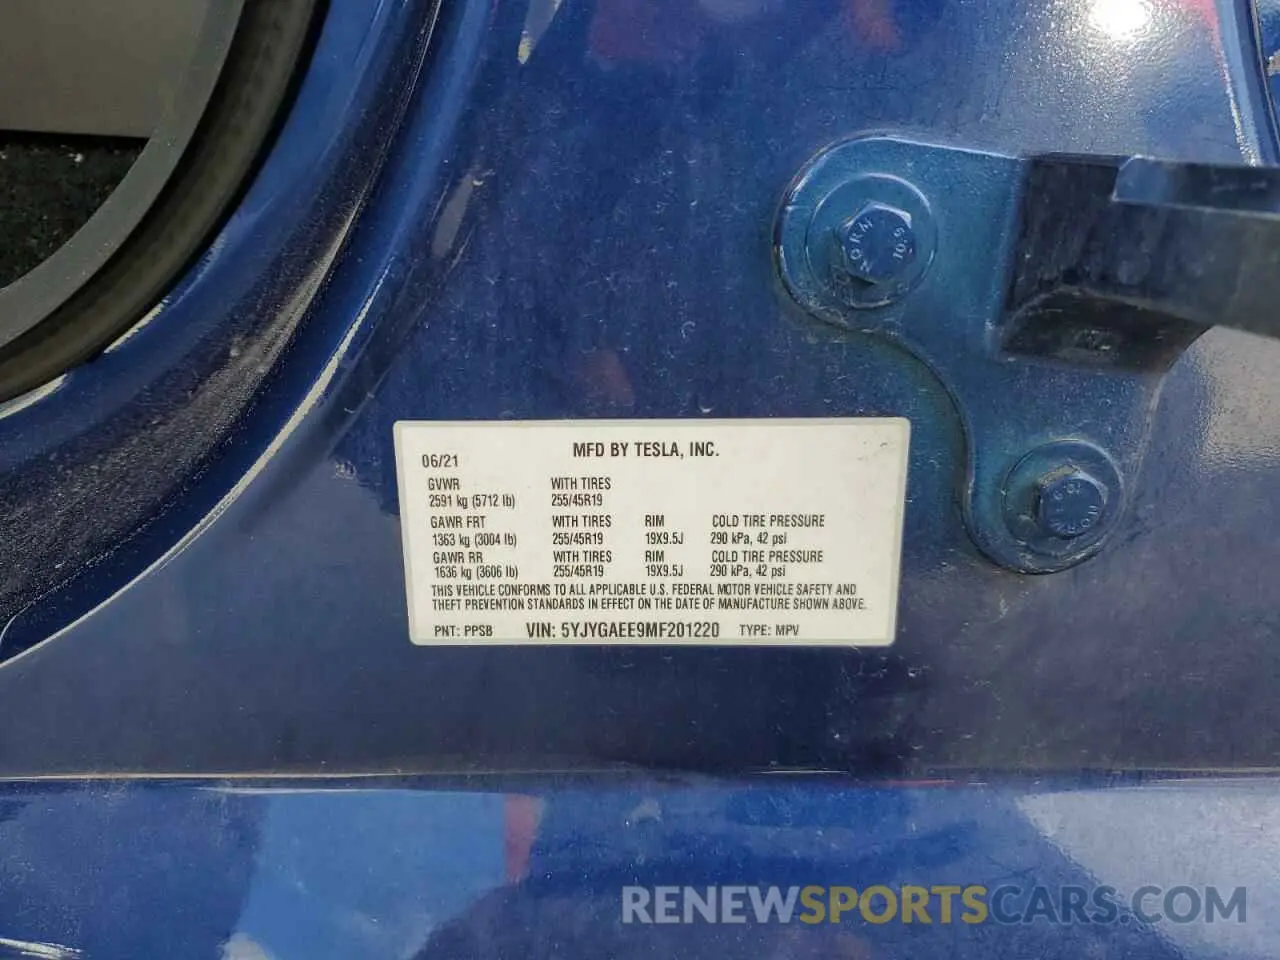 MFD BY TESLA, INC.
06/21
GVWR WITH TIRES
2591 kg (5712 lb) 255/45R19
GAWR FRT WITH TIRES RIM COLD TIRE PRESSURE
1363 kg (3004 lb) 255/45R19 19X9.5J 290 kPa, 42 psi
GAWR RR WITH TIRES RIM COLD TIRE PRESSURE
1636 kg (3606 lb) 255/45R19 19X9.5J 290 kPa, 42 psi
THIS VEHICLE CONFORMS TO ALL APPLICABLE U.S. FEDERAL MOTOR VEHICLE SAFETY AND
THEFT PREVENTION STANDARDS IN EFFECT ON THE DATE OF MANUFACTURE SHOWN ABOVE.
PNT: PPSB VIN: 5YJYGAEE9MF201220 TYPE: MPV
RENEWSPORTSCARS.COM